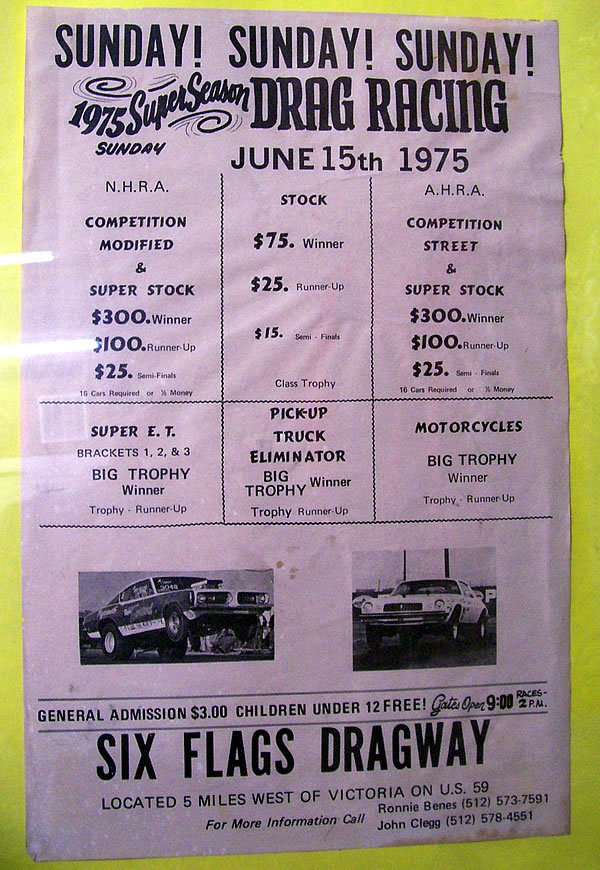 SUNDAY! SUNDAY! SUNDAY!
1975 Super Season DRAG RACING
SUNDAY
JUNE 15th 1975
N.H.R.A.
COMPETITION
MODIFIED
&
SUPER STOCK
$300. Winner
$100. Runner-Up
$25. Semi-Finals
16 Cars Required or ½ Money
STOCK
$75. Winner
$25. Runner-Up
$15. Semi - Finals
Class Trophy
A.H.R.A.
COMPETITION
STREET
&
SUPER STOCK
$300. Winner
$100. Runner-Up
$25. Semi - Finals
16 Cars Required or ½ Money
SUPER E.T.
BRACKETS 1, 2, & 3
BIG TROPHY
Winner
Trophy - Runner-Up
PICK-UP
TRUCK
ELIMINATOR
BIG TROPHY Winner
Trophy Runner-Up
MOTORCYCLES
BIG TROPHY
Winner
Trophy - Runner-Up
GENERAL ADMISSION $3.00 CHILDREN UNDER 12 FREE! Gates Open 9:00 RACES- 2 P.M.
SIX FLAGS DRAGWAY
LOCATED 5 MILES WEST OF VICTORIA ON U.S. 59
For More Information Call
Ronnie Benes (512) 573-7591
John Clegg (512) 578-4551